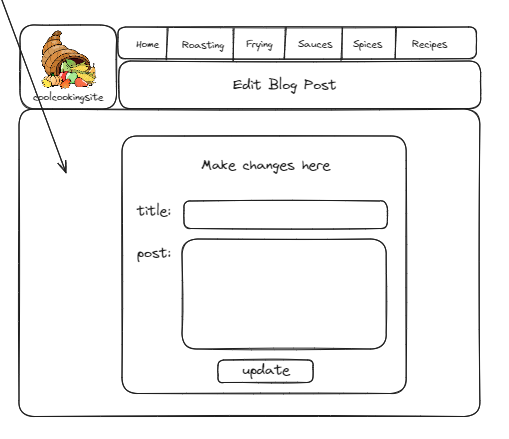 Home Roasting Frying Sauces Spices Recipes
coolcookingsite
Edit Blog Post
Make changes here
title:
post:
update